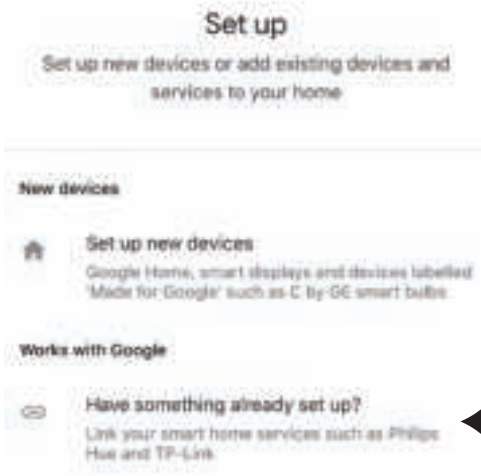 Set up
Set up new devices or add existing devices and
services to your home
New devices
Set up new devices
Google Home, smart displays and devices labelled
'Made for Google' such as C by GE smart bulbs
Works with Google
Have something already set up?
Link your smart home services such as Philips
Hue and TP-Link